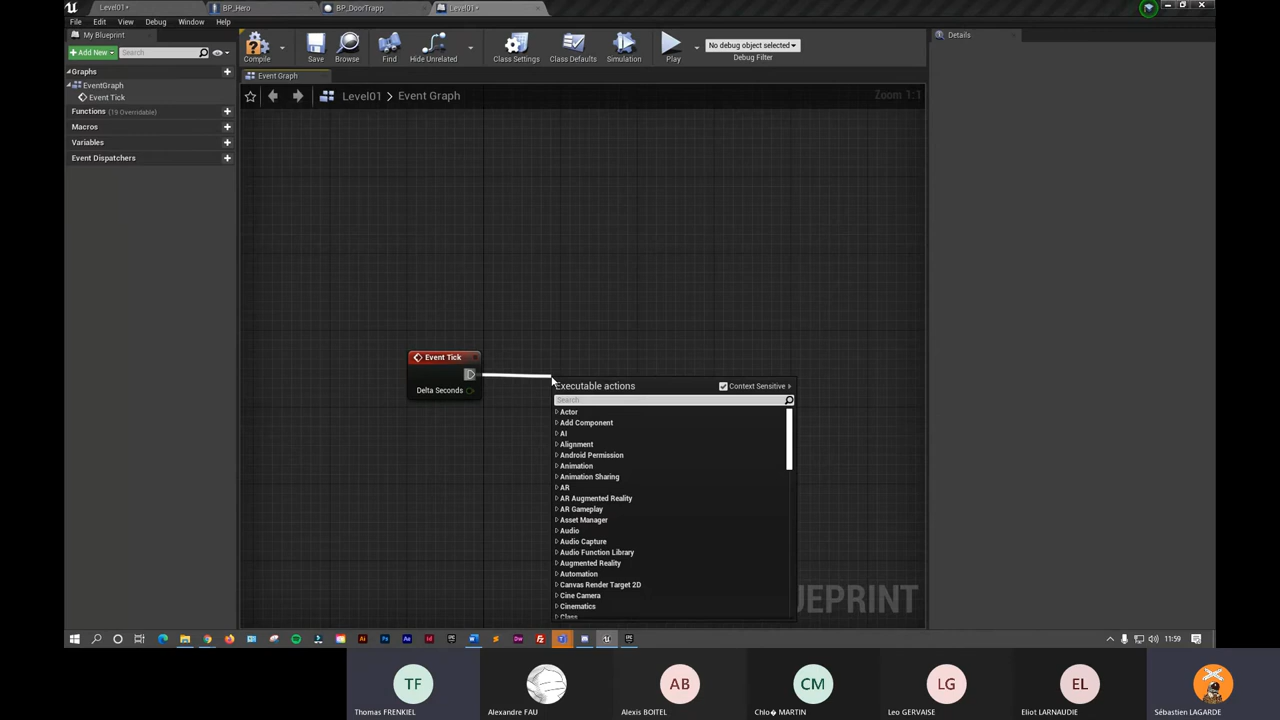 Level01*
BP_Hero
BP_DoorTrapp
Level01*
File Edit View Debug Window Help
My Blueprint
Details
Add New
Search
Compile
Save
Browse
Find
Hide Unrelated
Class Settings
Class Defaults
Simulation
Play
No debug object selected
Debug Filter
Graphs
EventGraph
Event Tick
Functions (19 Overridable)
Macros
Variables
Event Dispatchers
Event Graph
Level01 > Event Graph
Zoom 1:1
Event Tick
Delta Seconds
Executable actions
Context Sensitive
Search
Actor
Add Component
AI
Alignment
Android Permission
Animation
Animation Sharing
AR
AR Augmented Reality
AR Gameplay
Asset Manager
Audio
Audio Capture
Audio Function Library
Augmented Reality
Automation
Canvas Render Target 2D
Cine Camera
Cinematics
Class
UEPRINT
Ai
Ps
Ae
Id
Dw
11:59
TF
AB
CM
LG
EL
Thomas FRENKIEL
Alexandre FAU
Alexis BOITEL
Chlo� MARTIN
Leo GERVAISE
Eliot LARNAUDIE
Sébastien LAGARDE